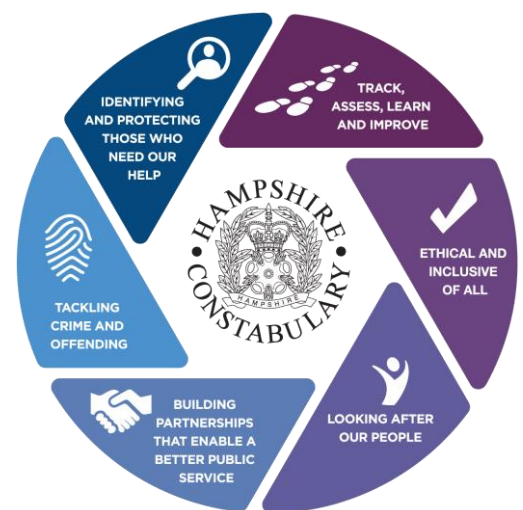 IDENTIFYING
AND PROTECTING
THOSE WHO
NEED OUR
HELP
TRACK,
ASSESS, LEARN
AND IMPROVE
ETHICAL AND
INCLUSIVE
OF ALL
LOOKING AFTER
OUR PEOPLE
BUILDING
PARTNERSHIPS
THAT ENABLE A
BETTER PUBLIC
SERVICE
TACKLING
CRIME AND
OFFENDING
HAMPSHIRE
CONSTABULARY
HAMPSHIRE